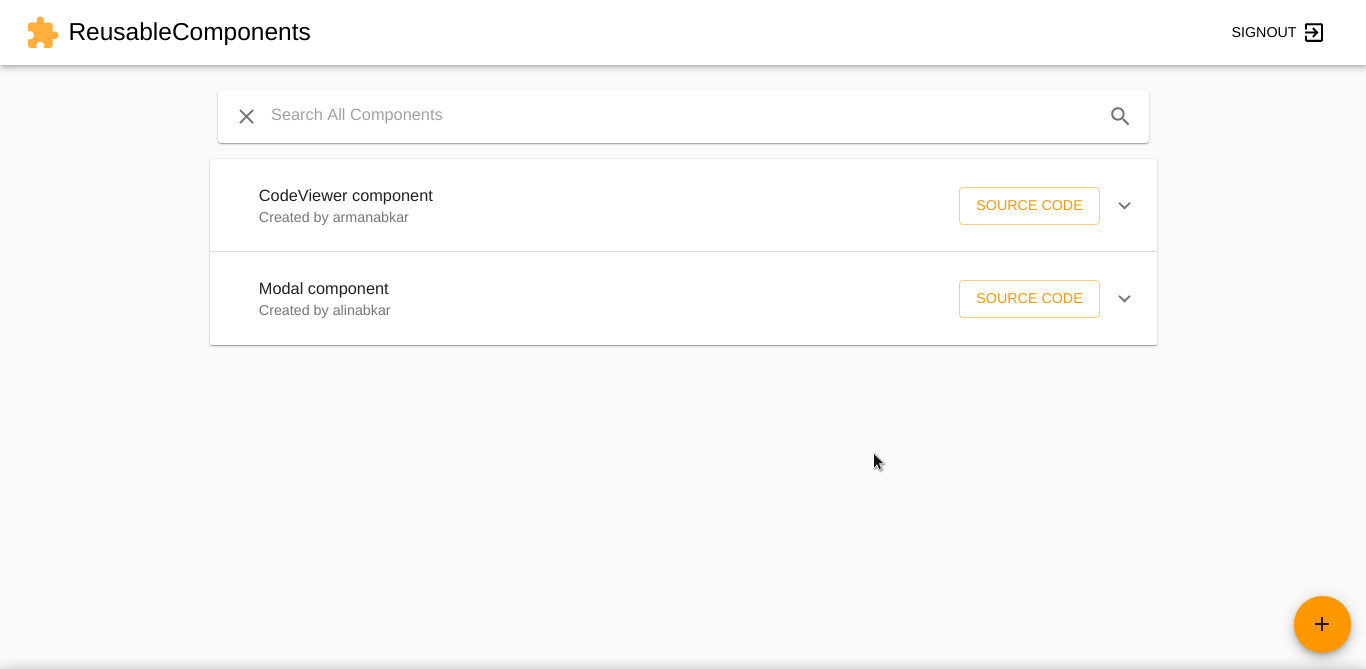 ReusableComponents
SIGNOUT
Search All Components
CodeViewer component
Created by armanabkar
SOURCE CODE
Modal component
Created by alinabkar
SOURCE CODE